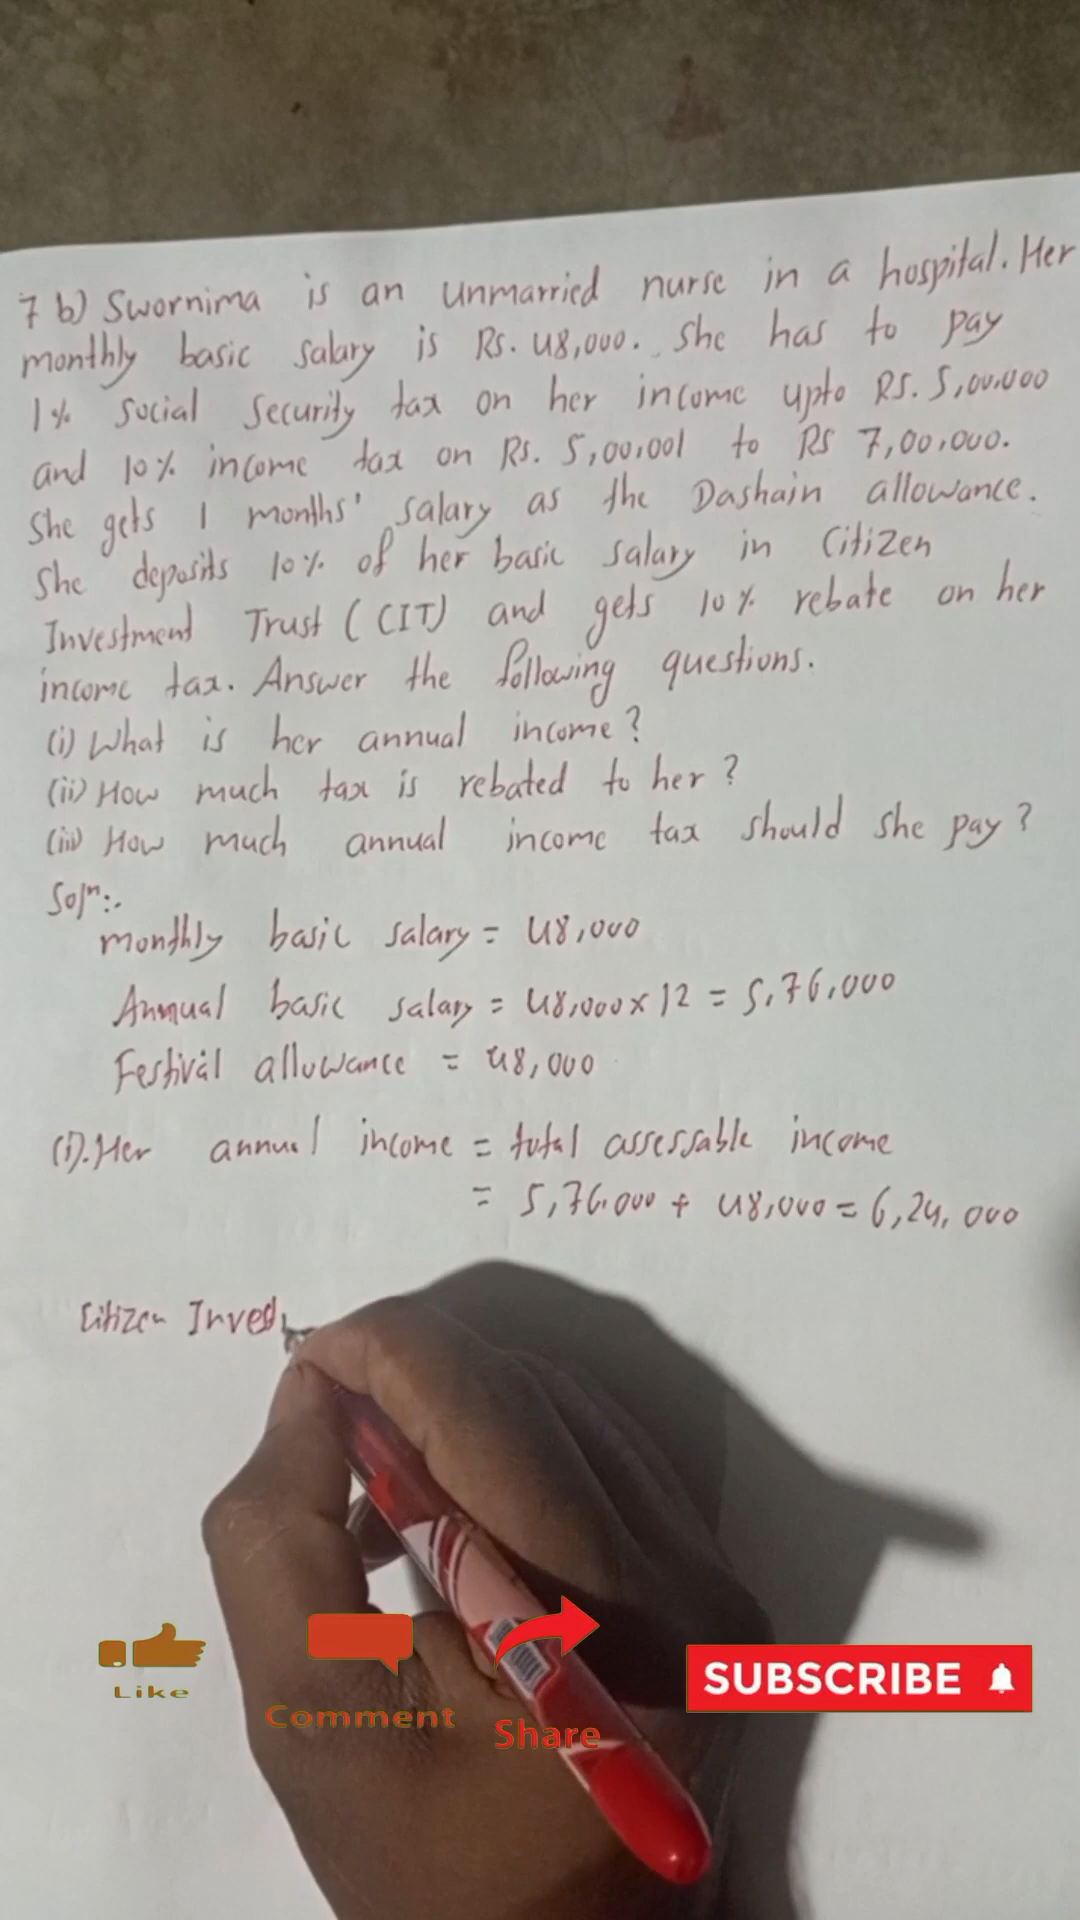 7 b) Swornima is an unmarried nurse in a hospital. Her
monthly basic salary is Rs. 48,000. She has to pay
1% Social Security tax on her income upto Rs. 5,00,000
and 10% income tax on Rs. 5,00,001 to Rs 7,00,000.
She gets 1 months' salary as the Dashain allowance.
She deposits 10% of her basic salary in Citizen
Investment Trust (CIT) and gets 10% rebate on her
income tax. Answer the following questions.
(i) What is her annual income?
(ii) How much tax is rebated to her?
(iii) How much annual income tax should she pay?
Solⁿ:-
monthly basic salary = 48,000
Annual basic salary = 48,000 × 12 = 5,76,000
Festival allowance = 48,000
(i). Her annual income = total assessable income
= 5,76,000 + 48,000 = 6,24,000
Citizen Invest
Like
Comment
Share
SUBSCRIBE